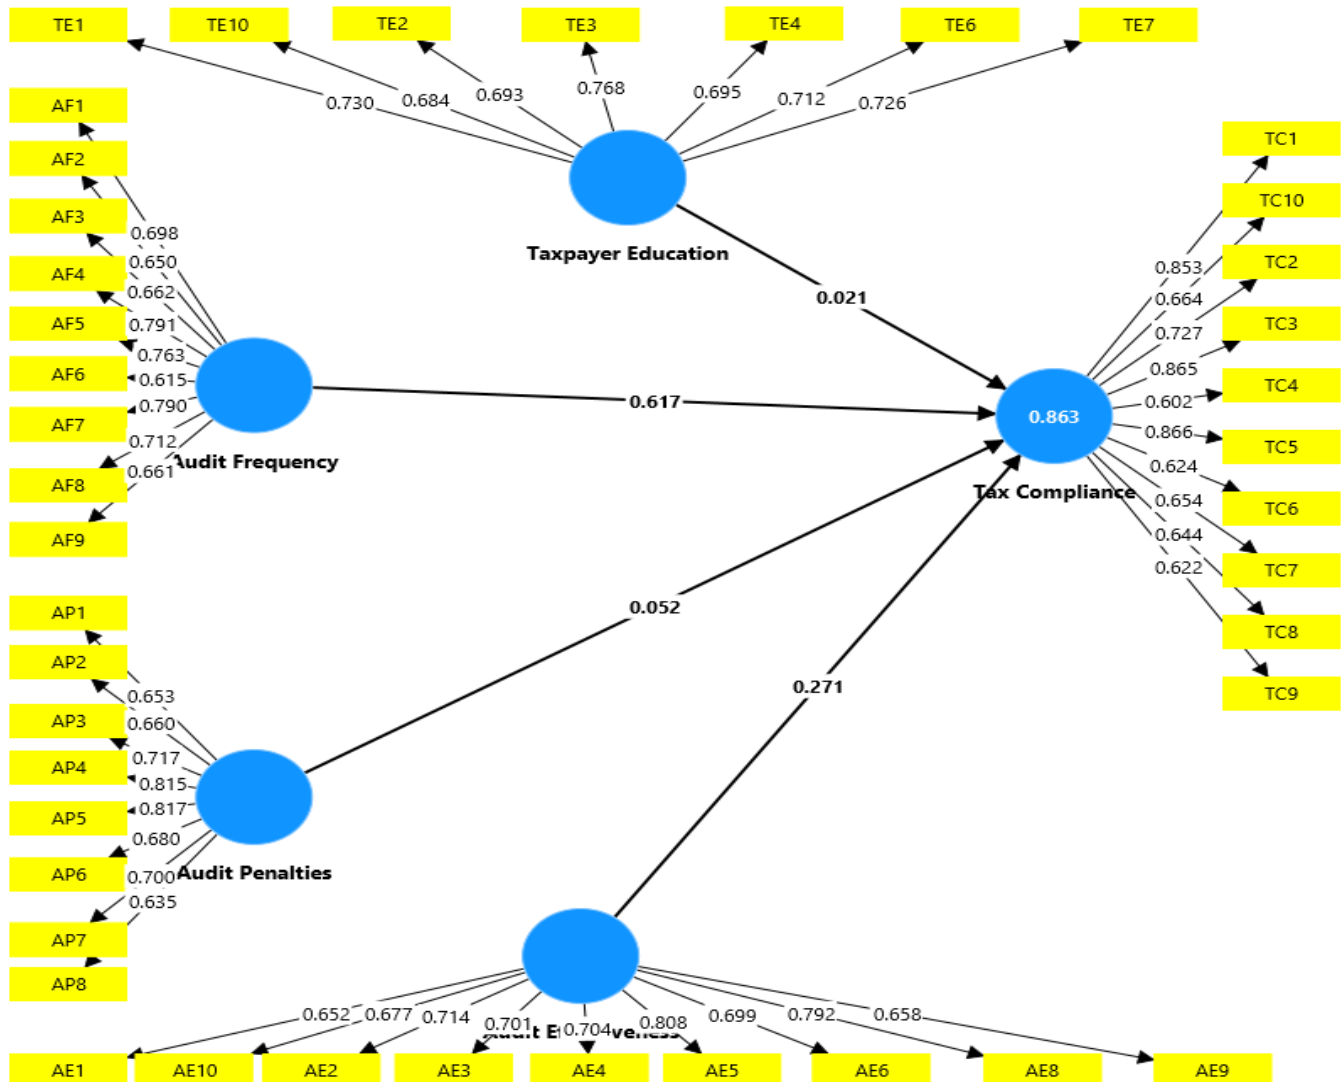 TE1
TE10
TE2
TE3
TE4
TE6
TE7
0.730
0.684
0.693
0.768
0.695
0.712
0.726
Taxpayer Education
0.021
AF1
AF2
AF3
AF4
AF5
AF6
AF7
AF8
AF9
0.698
0.650
0.662
0.791
0.763
0.615
0.790
0.712
0.661
Audit Frequency
0.617
TC1
TC10
TC2
TC3
TC4
TC5
TC6
TC7
TC8
TC9
0.853
0.664
0.727
0.865
0.602
0.866
0.624
0.654
0.644
0.622
0.863
Tax Compliance
AP1
AP2
AP3
AP4
AP5
AP6
AP7
AP8
0.653
0.660
0.717
0.815
0.817
0.680
0.700
0.635
Audit Penalties
0.052
0.271
0.652
0.677
0.714
0.701
0.704
0.808
0.699
0.792
0.658
Audit Effectiveness
AE1
AE10
AE2
AE3
AE4
AE5
AE6
AE8
AE9